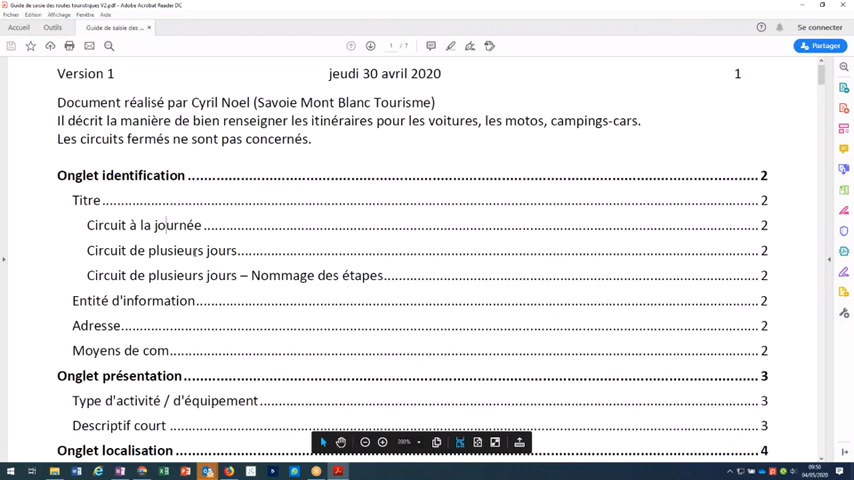 Guide de saisie des routes touristiques V2.pdf - Adobe Acrobat Reader DC
Fichier Edition Affichage Fenêtre Aide
Accueil Outils Guide de saisie des ... × Se connecter
1 / 7 Partager
Version 1 jeudi 30 avril 2020 1
Document réalisé par Cyril Noel (Savoie Mont Blanc Tourisme)
Il décrit la manière de bien renseigner les itinéraires pour les voitures, les motos, campings-cars.
Les circuits fermés ne sont pas concernés.
Onglet identification 2
Titre 2
Circuit à la journée 2
Circuit de plusieurs jours 2
Circuit de plusieurs jours – Nommage des étapes 2
Entité d'information 2
Adresse 2
Moyens de com 2
Onglet présentation 3
Type d'activité / d'équipement 3
Descriptif court 3
Onglet localisation 4
200%
09:50
04/05/2020